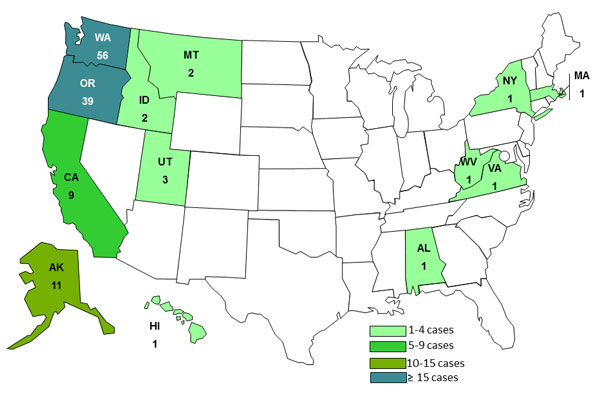 WA
56
MT
2
OR
39
ID
2
UT
3
CA
9
AK
11
HI
1
NY
1
MA
1
WV
1
VA
1
AL
1
1-4 cases
5-9 cases
10-15 cases
≥ 15 cases